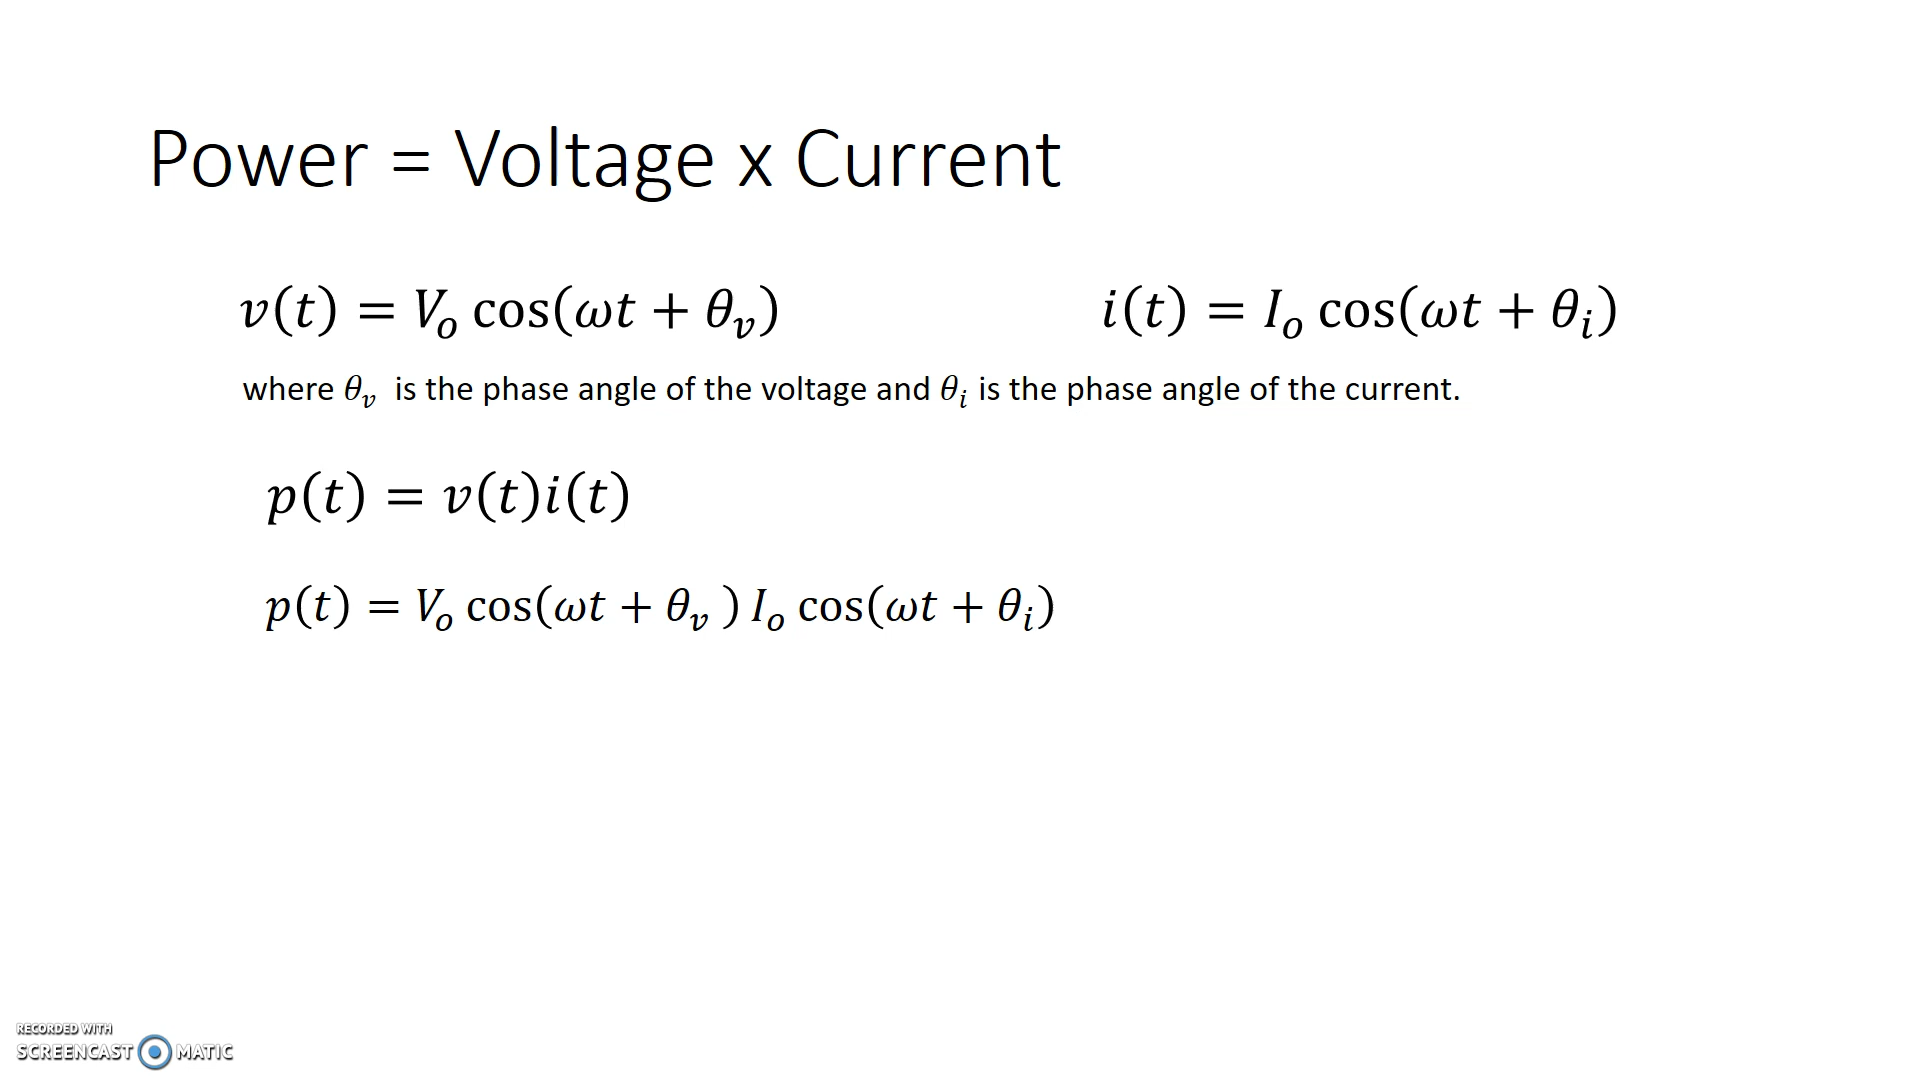 Power = Voltage x Current
v(t) = Vₒ cos(ωt + θᵥ) i(t) = Iₒ cos(ωt + θᵢ)
where θᵥ is the phase angle of the voltage and θᵢ is the phase angle of the current.
p(t) = v(t)i(t)
p(t) = Vₒ cos(ωt + θᵥ ) Iₒ cos(ωt + θᵢ)
RECORDED WITH
SCREENCAST MATIC